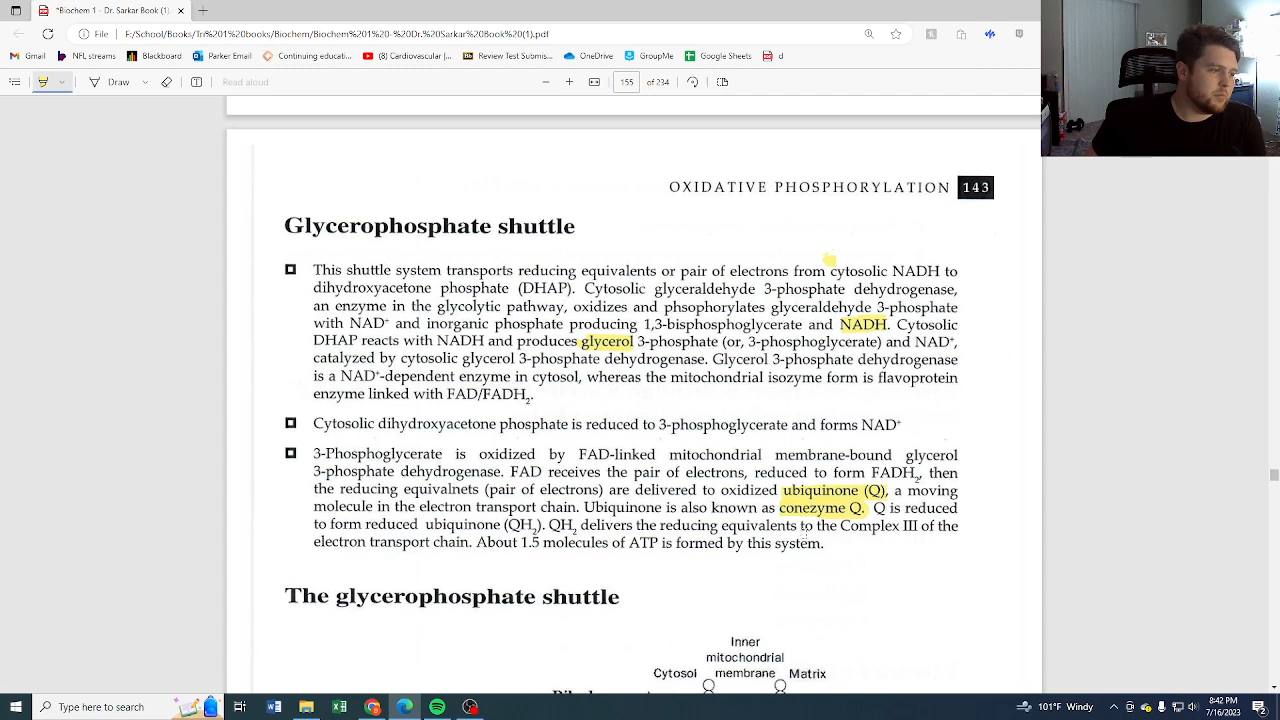 *Biochem 1 - Dr. Sarkar Book (1).
File F:/School/Books/Tri%201%20books/Biochem/Biochem%201%20-%20Dr.%20Sarkar%20Book%20(1).pdf
Gmail YouTube msn Blackboard Parker Email Continuing educati... (8) Cardiovascular |... Review Test Submis... OneDrive GroupMe Google Sheets d
Draw Read aloud 155 of 234
OXIDATIVE PHOSPHORYLATION 143
Glycerophosphate shuttle
This shuttle system transports reducing equivalents or pair of electrons from cytosolic NADH to
dihydroxyacetone phosphate (DHAP). Cytosolic glyceraldehyde 3-phosphate dehydrogenase,
an enzyme in the glycolytic pathway, oxidizes and phsophorylates glyceraldehyde 3-phosphate
with NAD⁺ and inorganic phosphate producing 1,3-bisphosphoglycerate and NADH. Cytosolic
DHAP reacts with NADH and produces glycerol 3-phosphate (or, 3-phosphoglycerate) and NAD⁺,
catalyzed by cytosolic glycerol 3-phosphate dehydrogenase. Glycerol 3-phosphate dehydrogenase
is a NAD⁺-dependent enzyme in cytosol, whereas the mitochondrial isozyme form is flavoprotein
enzyme linked with FAD/FADH₂.
Cytosolic dihydroxyacetone phosphate is reduced to 3-phosphoglycerate and forms NAD⁺
3-Phosphoglycerate is oxidized by FAD-linked mitochondrial membrane-bound glycerol
3-phosphate dehydrogenase. FAD receives the pair of electrons, reduced to form FADH₂, then
the reducing equivalnets (pair of electrons) are delivered to oxidized ubiquinone (Q), a moving
molecule in the electron transport chain. Ubiquinone is also known as conezyme Q. Q is reduced
to form reduced ubiquinone (QH₂). QH₂ delivers the reducing equivalents to the Complex III of the
electron transport chain. About 1.5 molecules of ATP is formed by this system.
The glycerophosphate shuttle
Inner
mitochondrial
Cytosol membrane Matrix
Type here to search
101°F Windy 8:42 PM
7/16/2023